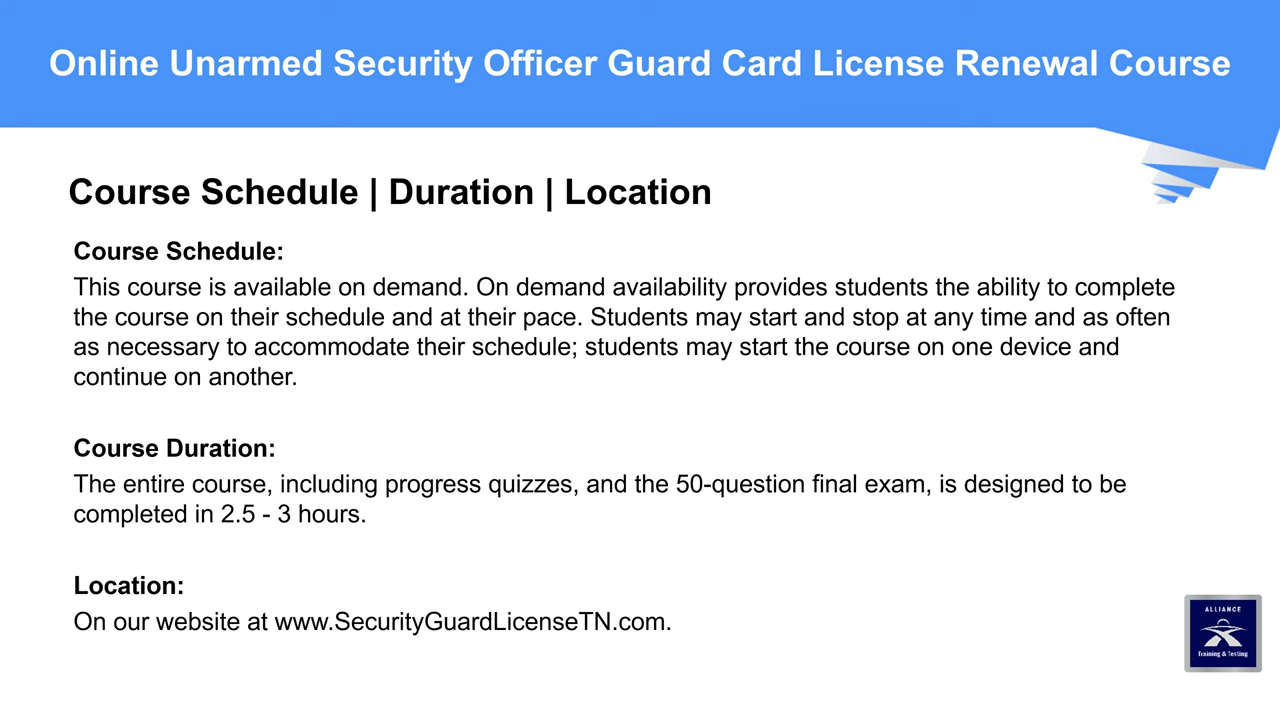 Online Unarmed Security Officer Guard Card License Renewal Course
Course Schedule | Duration | Location
Course Schedule:
This course is available on demand. On demand availability provides students the ability to complete
the course on their schedule and at their pace. Students may start and stop at any time and as often
as necessary to accommodate their schedule; students may start the course on one device and
continue on another.
Course Duration:
The entire course, including progress quizzes, and the 50-question final exam, is designed to be
completed in 2.5 - 3 hours.
Location:
On our website at www.SecurityGuardLicenseTN.com.
ALLIANCE
Training & Testing